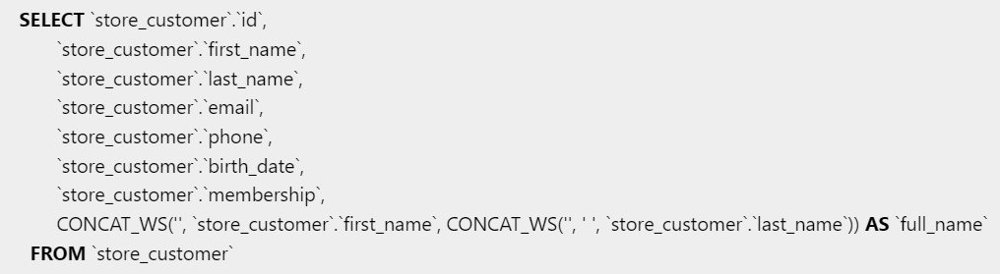 SELECT `store_customer`.`id`,
`store_customer`.`first_name`,
`store_customer`.`last_name`,
`store_customer`.`email`,
`store_customer`.`phone`,
`store_customer`.`birth_date`,
`store_customer`.`membership`,
CONCAT_WS('', `store_customer`.`first_name`, CONCAT_WS('', ' ', `store_customer`.`last_name`)) AS `full_name`
FROM `store_customer`